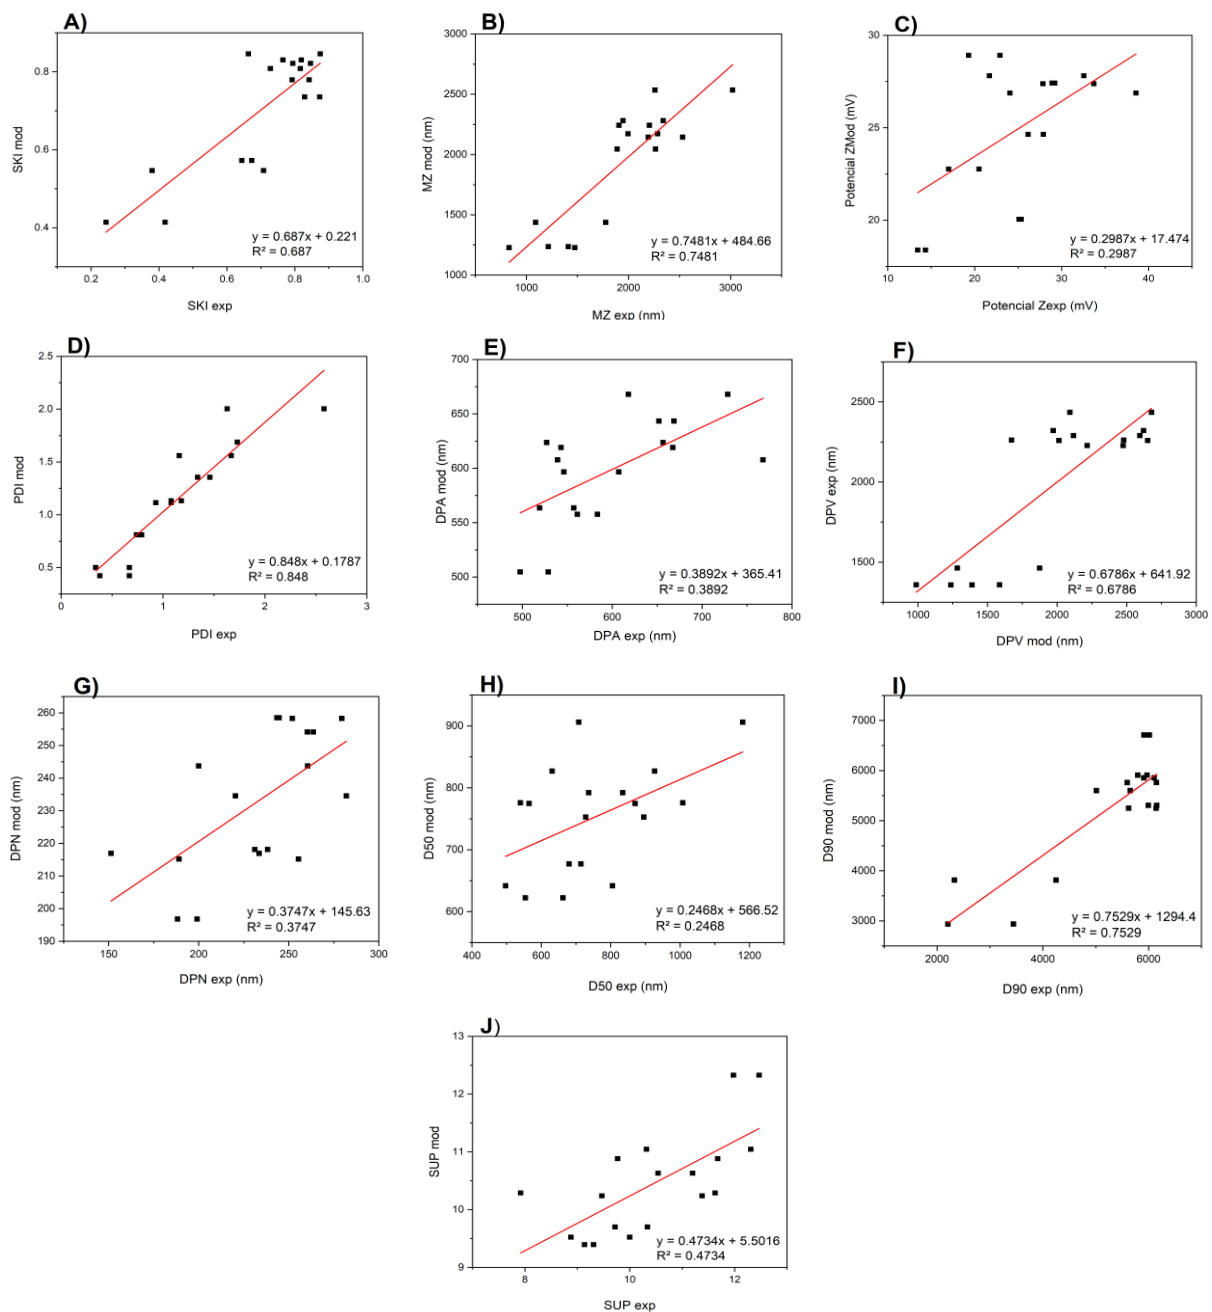 A)
SKI mod
0.8
0.6
0.4
0.2
0.4
0.6
0.8
1.0
SKI exp
y = 0.687x + 0.221
R² = 0.687
B)
MZ mod (nm)
3000
2500
2000
1500
1000
1000
2000
3000
MZ exp (nm)
y = 0.7481x + 484.66
R² = 0.7481
C)
Potencial ZMod (mV)
30
25
20
10
20
30
40
Potencial Zexp (mV)
y = 0.2987x + 17.474
R² = 0.2987
D)
PDI mod
2.5
2.0
1.5
1.0
0.5
0
1
2
3
PDI exp
y = 0.848x + 0.1787
R² = 0.848
E)
DPA mod (nm)
700
650
600
550
500
500
600
700
800
DPA exp (nm)
y = 0.3892x + 365.41
R² = 0.3892
F)
DPV exp (nm)
2500
2000
1500
1000
1500
2000
2500
3000
DPV mod (nm)
y = 0.6786x + 641.92
R² = 0.6786
G)
DPN mod (nm)
260
250
240
230
220
210
200
190
150
200
250
300
DPN exp (nm)
y = 0.3747x + 145.63
R² = 0.3747
H)
D50 mod (nm)
900
800
700
600
400
600
800
1000
1200
D50 exp (nm)
y = 0.2468x + 566.52
R² = 0.2468
I)
D90 mod (nm)
7000
6000
5000
4000
3000
2000
4000
6000
D90 exp (nm)
y = 0.7529x + 1294.4
R² = 0.7529
J)
SUP mod
13
12
11
10
9
8
10
12
SUP exp
y = 0.4734x + 5.5016
R² = 0.4734